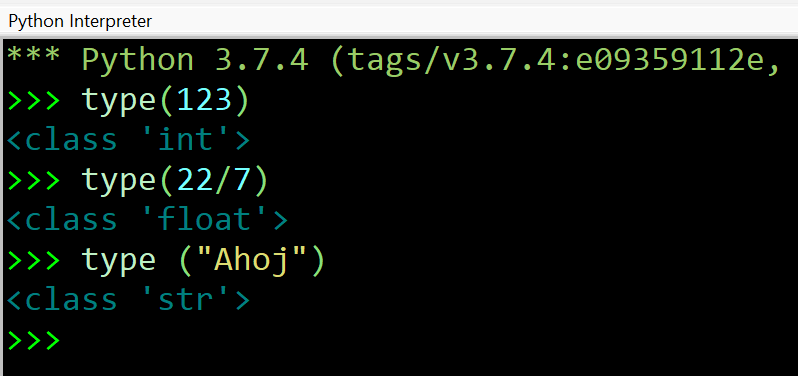 Python Interpreter
*** Python 3.7.4 (tags/v3.7.4:e09359112e,
>>> type(123)
<class 'int'>
>>> type(22/7)
<class 'float'>
>>> type ("Ahoj")
<class 'str'>
>>>